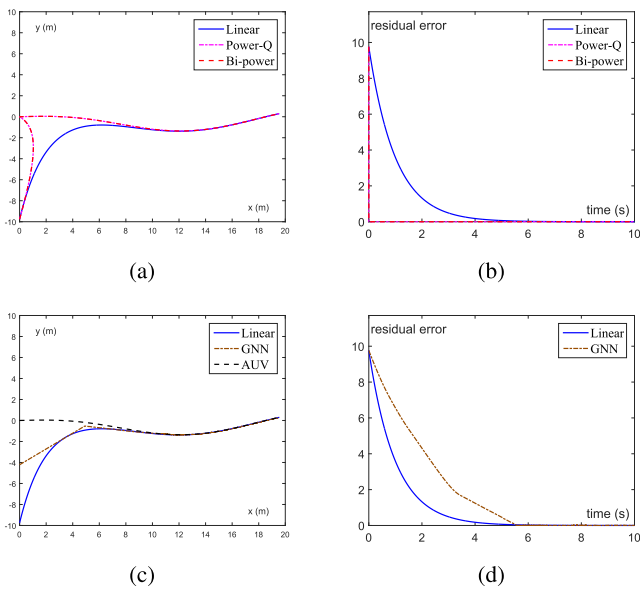 y (m)
Linear
Power-Q
Bi-power
x (m)
10
8
6
4
2
0
-2
-4
-6
-8
-10
0 2 4 6 8 10 12 14 16 18 20
(a)
residual error
Linear
Power-Q
Bi-power
time (s)
10
8
6
4
2
0
0 2 4 6 8 10
(b)
y (m)
Linear
GNN
AUV
x (m)
10
8
6
4
2
0
-2
-4
-6
-8
-10
0 2 4 6 8 10 12 14 16 18 20
(c)
residual error
Linear
GNN
time (s)
10
8
6
4
2
0
0 2 4 6 8 10
(d)